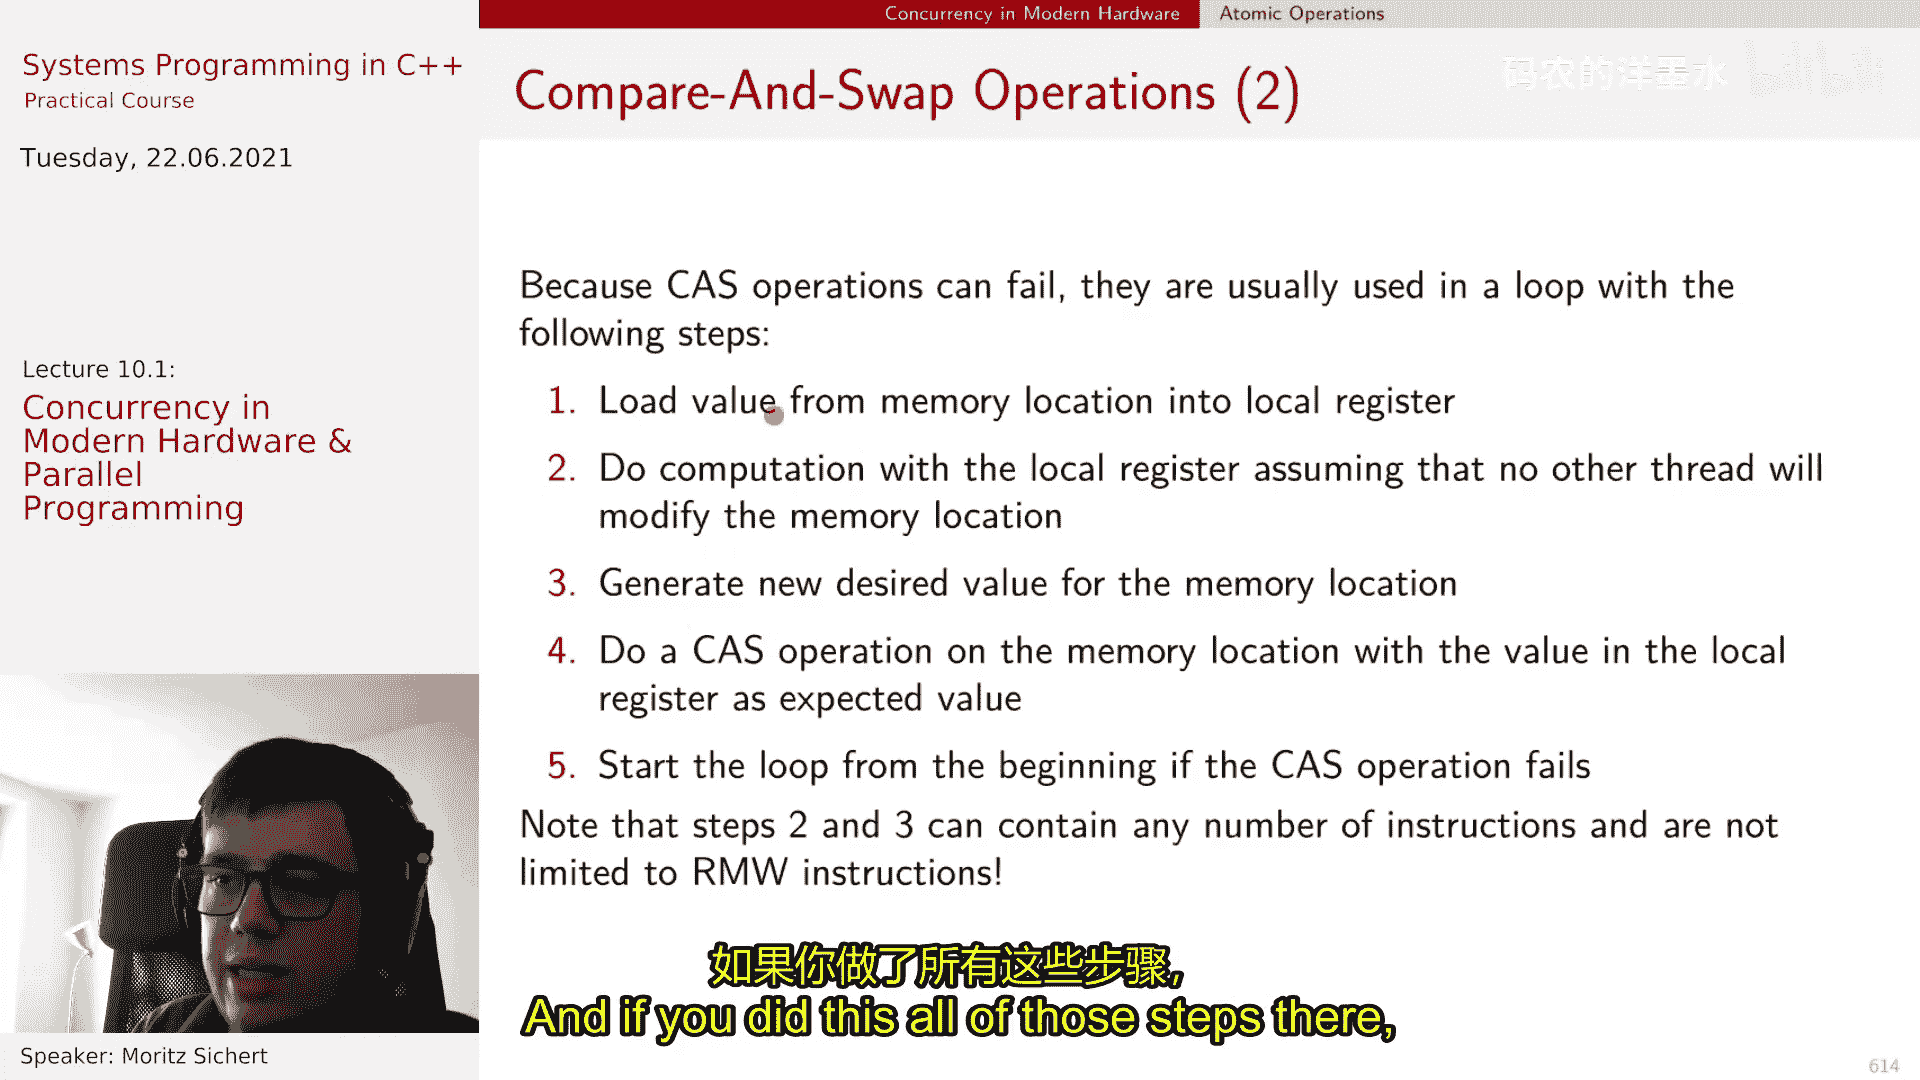 Concurrency in Modern Hardware
Atomic Operations
Systems Programming in C++
Practical Course
Tuesday, 22.06.2021
Lecture 10.1:
Concurrency in
Modern Hardware &
Parallel
Programming
Speaker: Moritz Sichert
Compare-And-Swap Operations (2)
码农的洋墨水
Because CAS operations can fail, they are usually used in a loop with the
following steps:
1. Load value from memory location into local register
2. Do computation with the local register assuming that no other thread will
modify the memory location
3. Generate new desired value for the memory location
4. Do a CAS operation on the memory location with the value in the local
register as expected value
5. Start the loop from the beginning if the CAS operation fails
Note that steps 2 and 3 can contain any number of instructions and are not
limited to RMW instructions!
如果你做了所有这些步骤,
And if you did this all of those steps there,
614